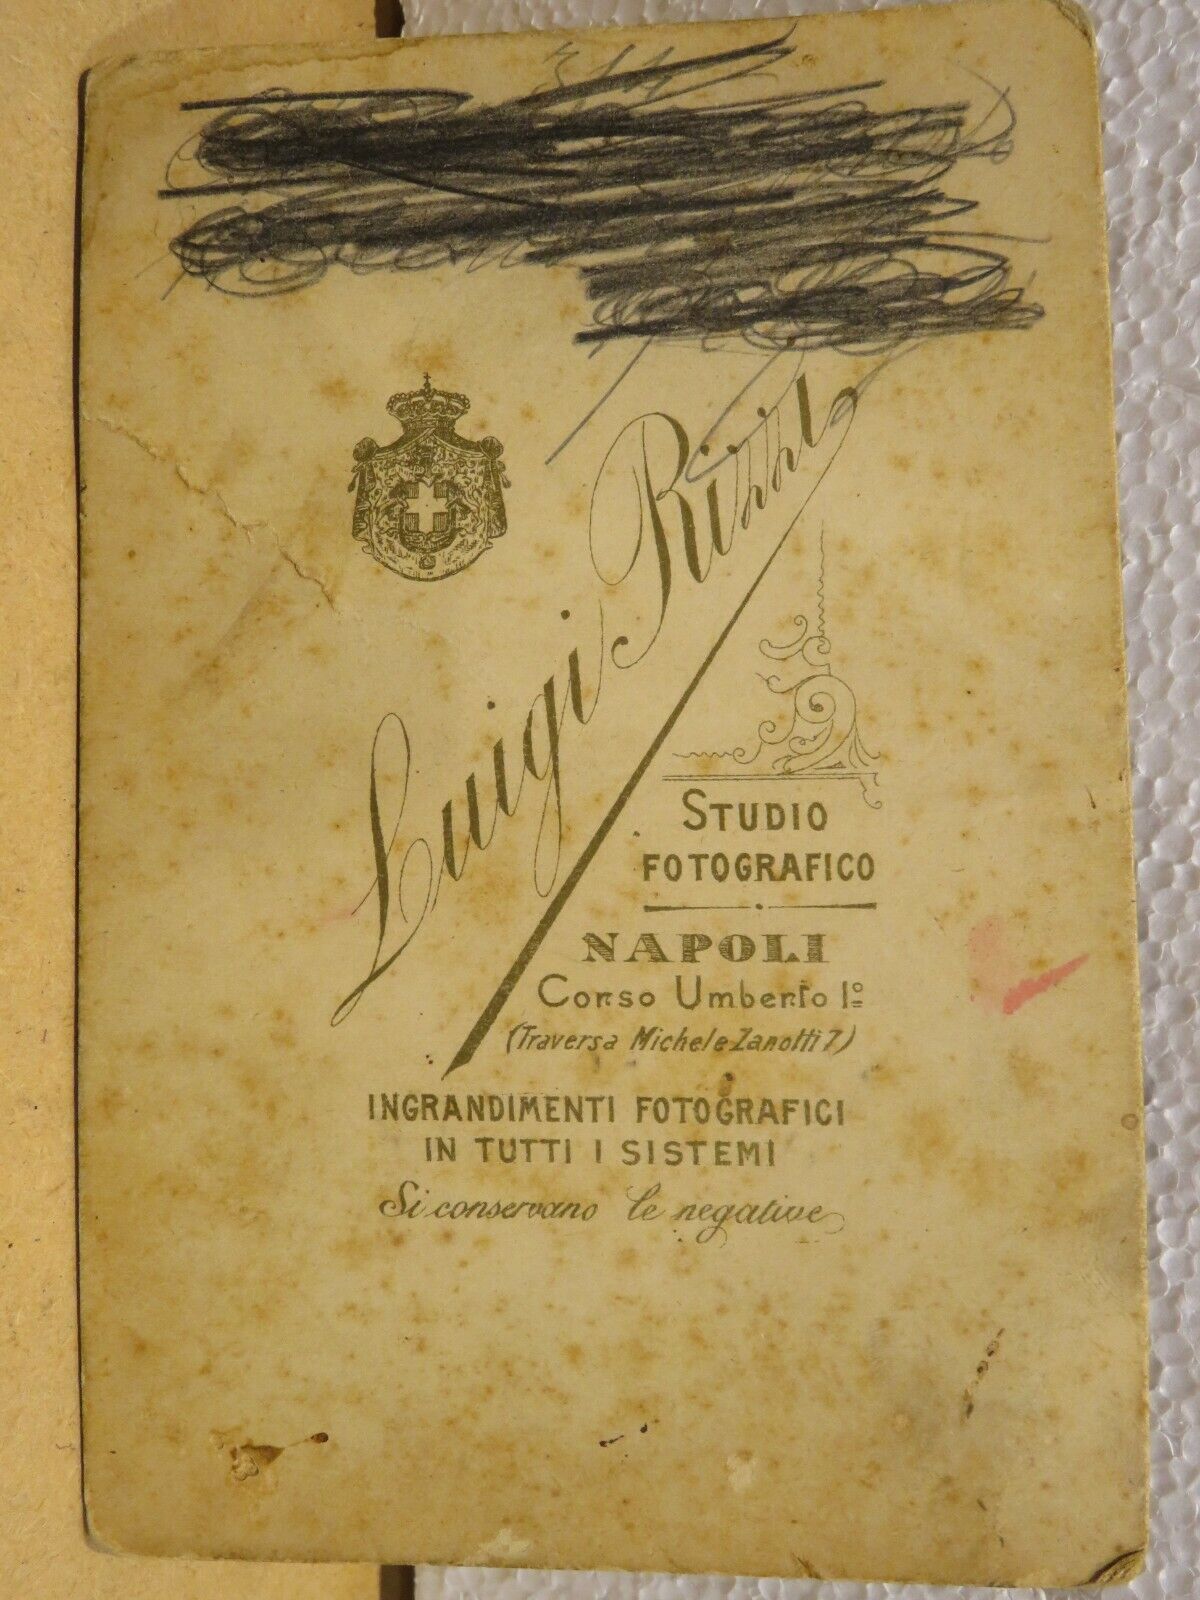 Luigi Rizzi
STUDIO
FOTOGRAFICO
NAPOLI
Corso Umberto Iº
(Traversa Michele Zanotti 7)
INGRANDIMENTI FOTOGRAFICI
IN TUTTI I SISTEMI
Si conservano le negative